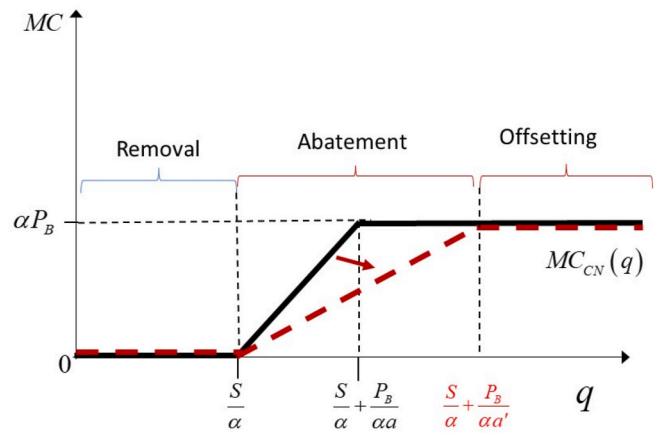 MC
Removal
Abatement
Offsetting
αP_B
MC_CN(q)
0
S/α
S/α + P_B/αa
S/α + P_B/αa'
q